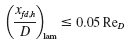 (x_{fd,h}/D)_{lam} ≤ 0.05 Re_D